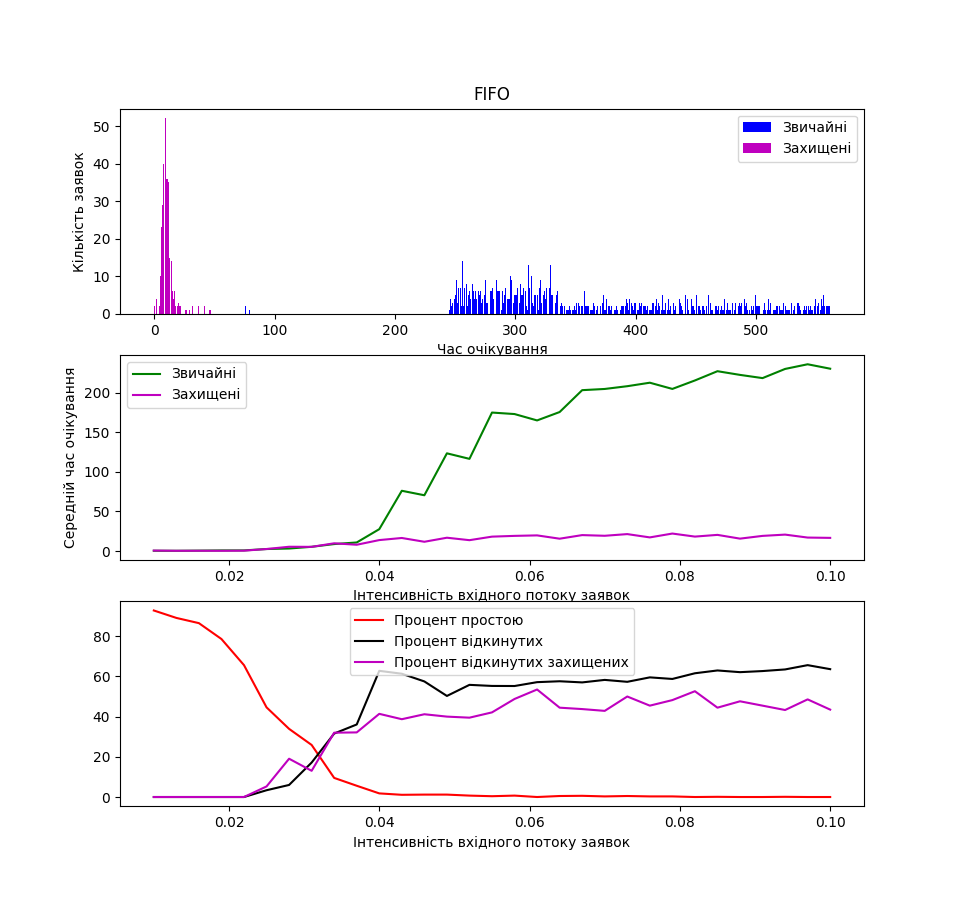 FIFO
50
40
30
20
10
0
Кількість заявок
Звичайні
Захищені
0 100 200 300 400 500
Час очікування
200
150
100
50
0
Середній час очікування
Звичайні
Захищені
0.02 0.04 0.06 0.08 0.10
Інтенсивність вхідного потоку заявок
80
60
40
20
0
Процент простою
Процент відкинутих
Процент відкинутих захищених
0.02 0.04 0.06 0.08 0.10
Інтенсивність вхідного потоку заявок